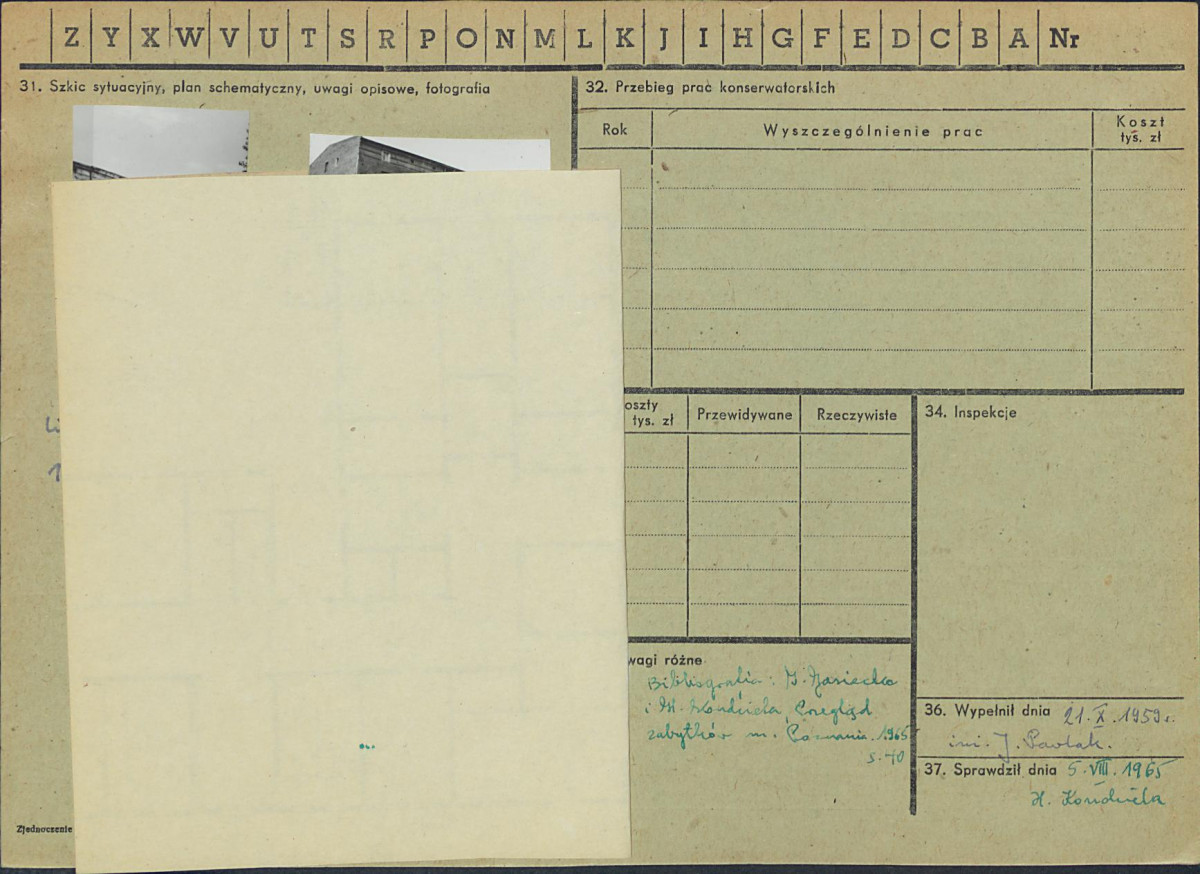 Z Y X W V U T S R P O N M L K J I H G F E D C B A Nr
31. Szkic sytuacyjny, plan schematyczny, uwagi opisowe, fotografia
32. Przebieg prac konserwatorskich
Rok
Wyszczególnienie prac
Koszt
tys. zł
oszty
tys. zł
Przewidywane
Rzeczywiste
34. Inspekcje
wagi różne
Bibliografia: J. Jasiecka
i H. Kondziela, Przegląd
zabytków m. Poznania. 1965
s. 40
36. Wypełnił dnia 21. X. 1959 r.
inż. J. Pawlak.
37. Sprawdził dnia 5. VIII. 1965
H. Kondziela
Zjednoczenie